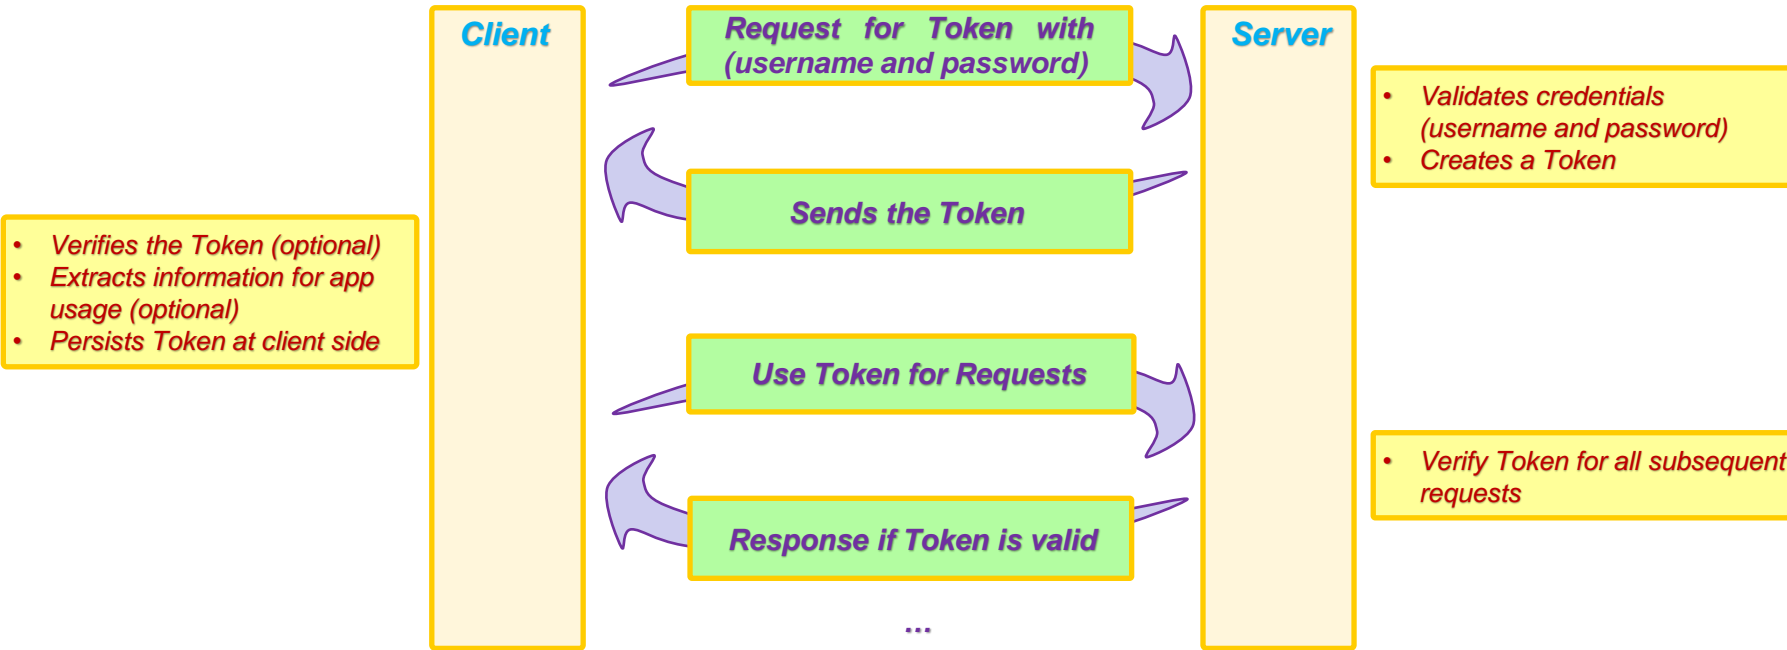 Client
Request for Token with
(username and password)
Server
• Validates credentials
(username and password)
• Creates a Token
Sends the Token
• Verifies the Token (optional)
• Extracts information for app
usage (optional)
• Persists Token at client side
Use Token for Requests
• Verify Token for all subsequent
requests
Response if Token is valid
...